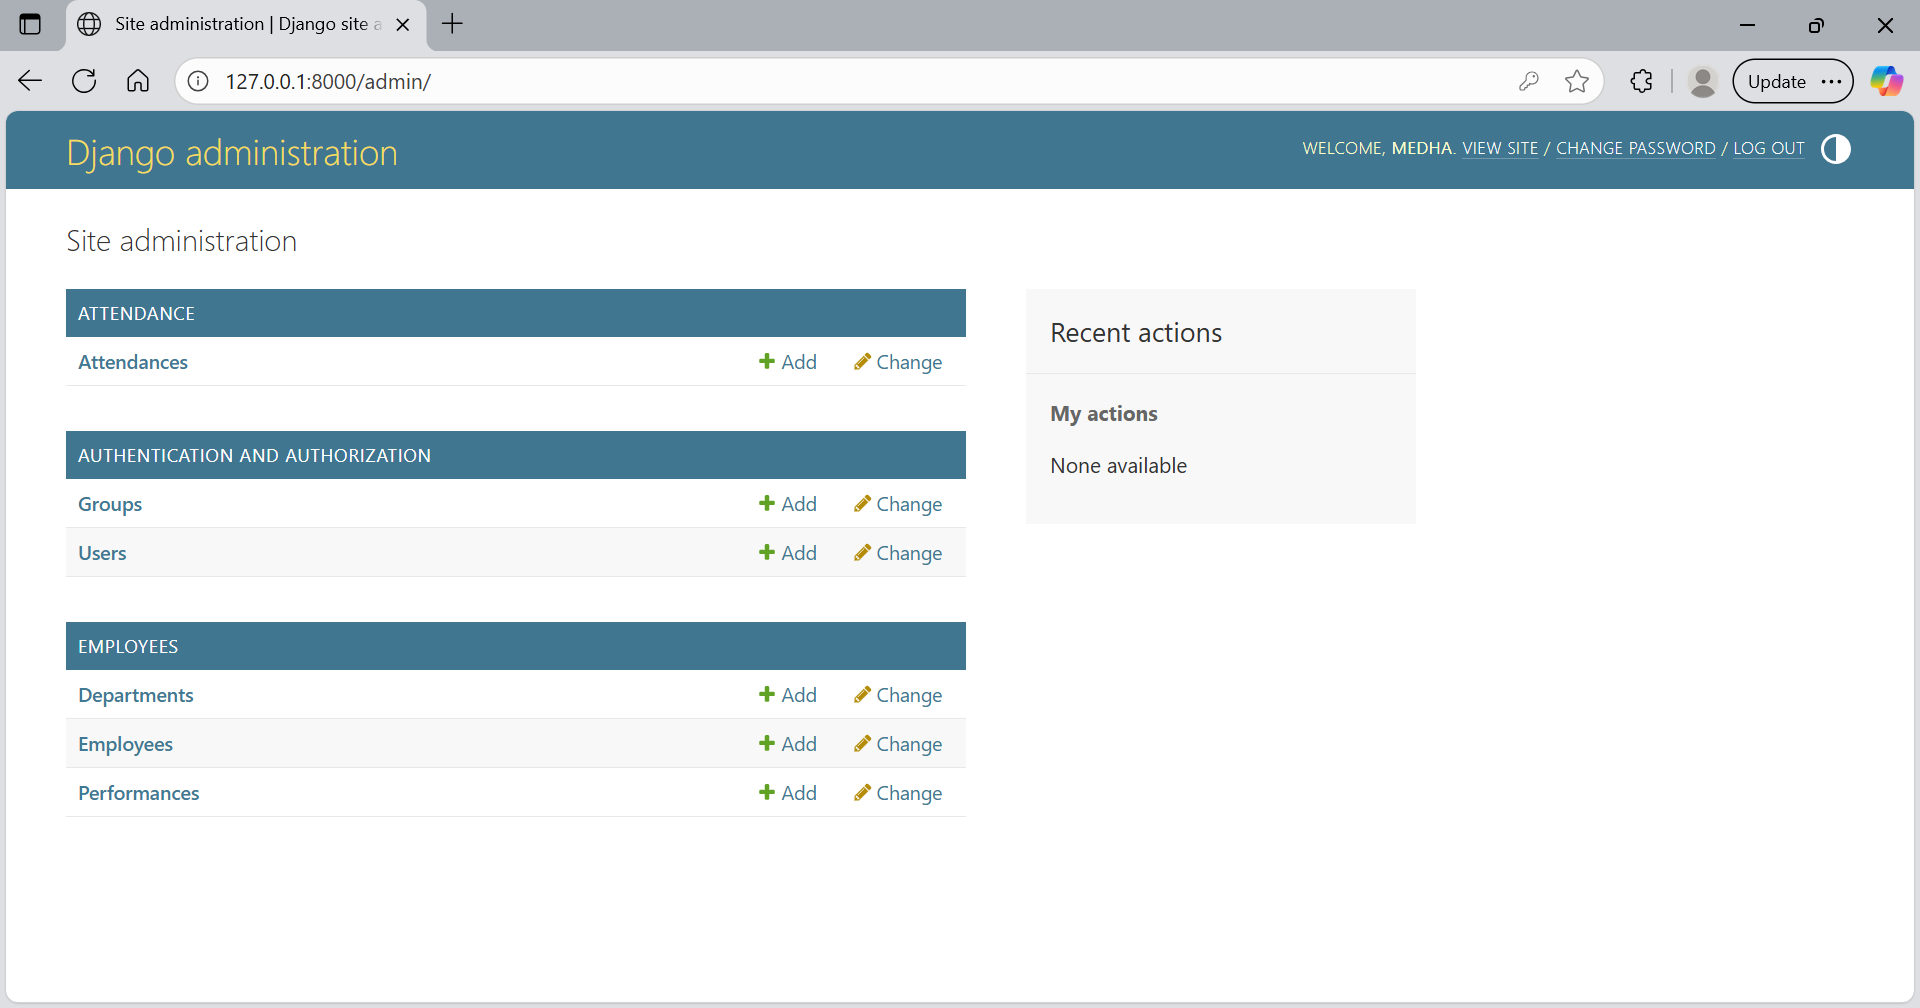 Site administration | Django site a
127.0.0.1:8000/admin/
Update
Django administration
WELCOME, MEDHA. VIEW SITE / CHANGE PASSWORD / LOG OUT
Site administration
ATTENDANCE
Attendances Add Change
AUTHENTICATION AND AUTHORIZATION
Groups Add Change
Users Add Change
EMPLOYEES
Departments Add Change
Employees Add Change
Performances Add Change
Recent actions
My actions
None available